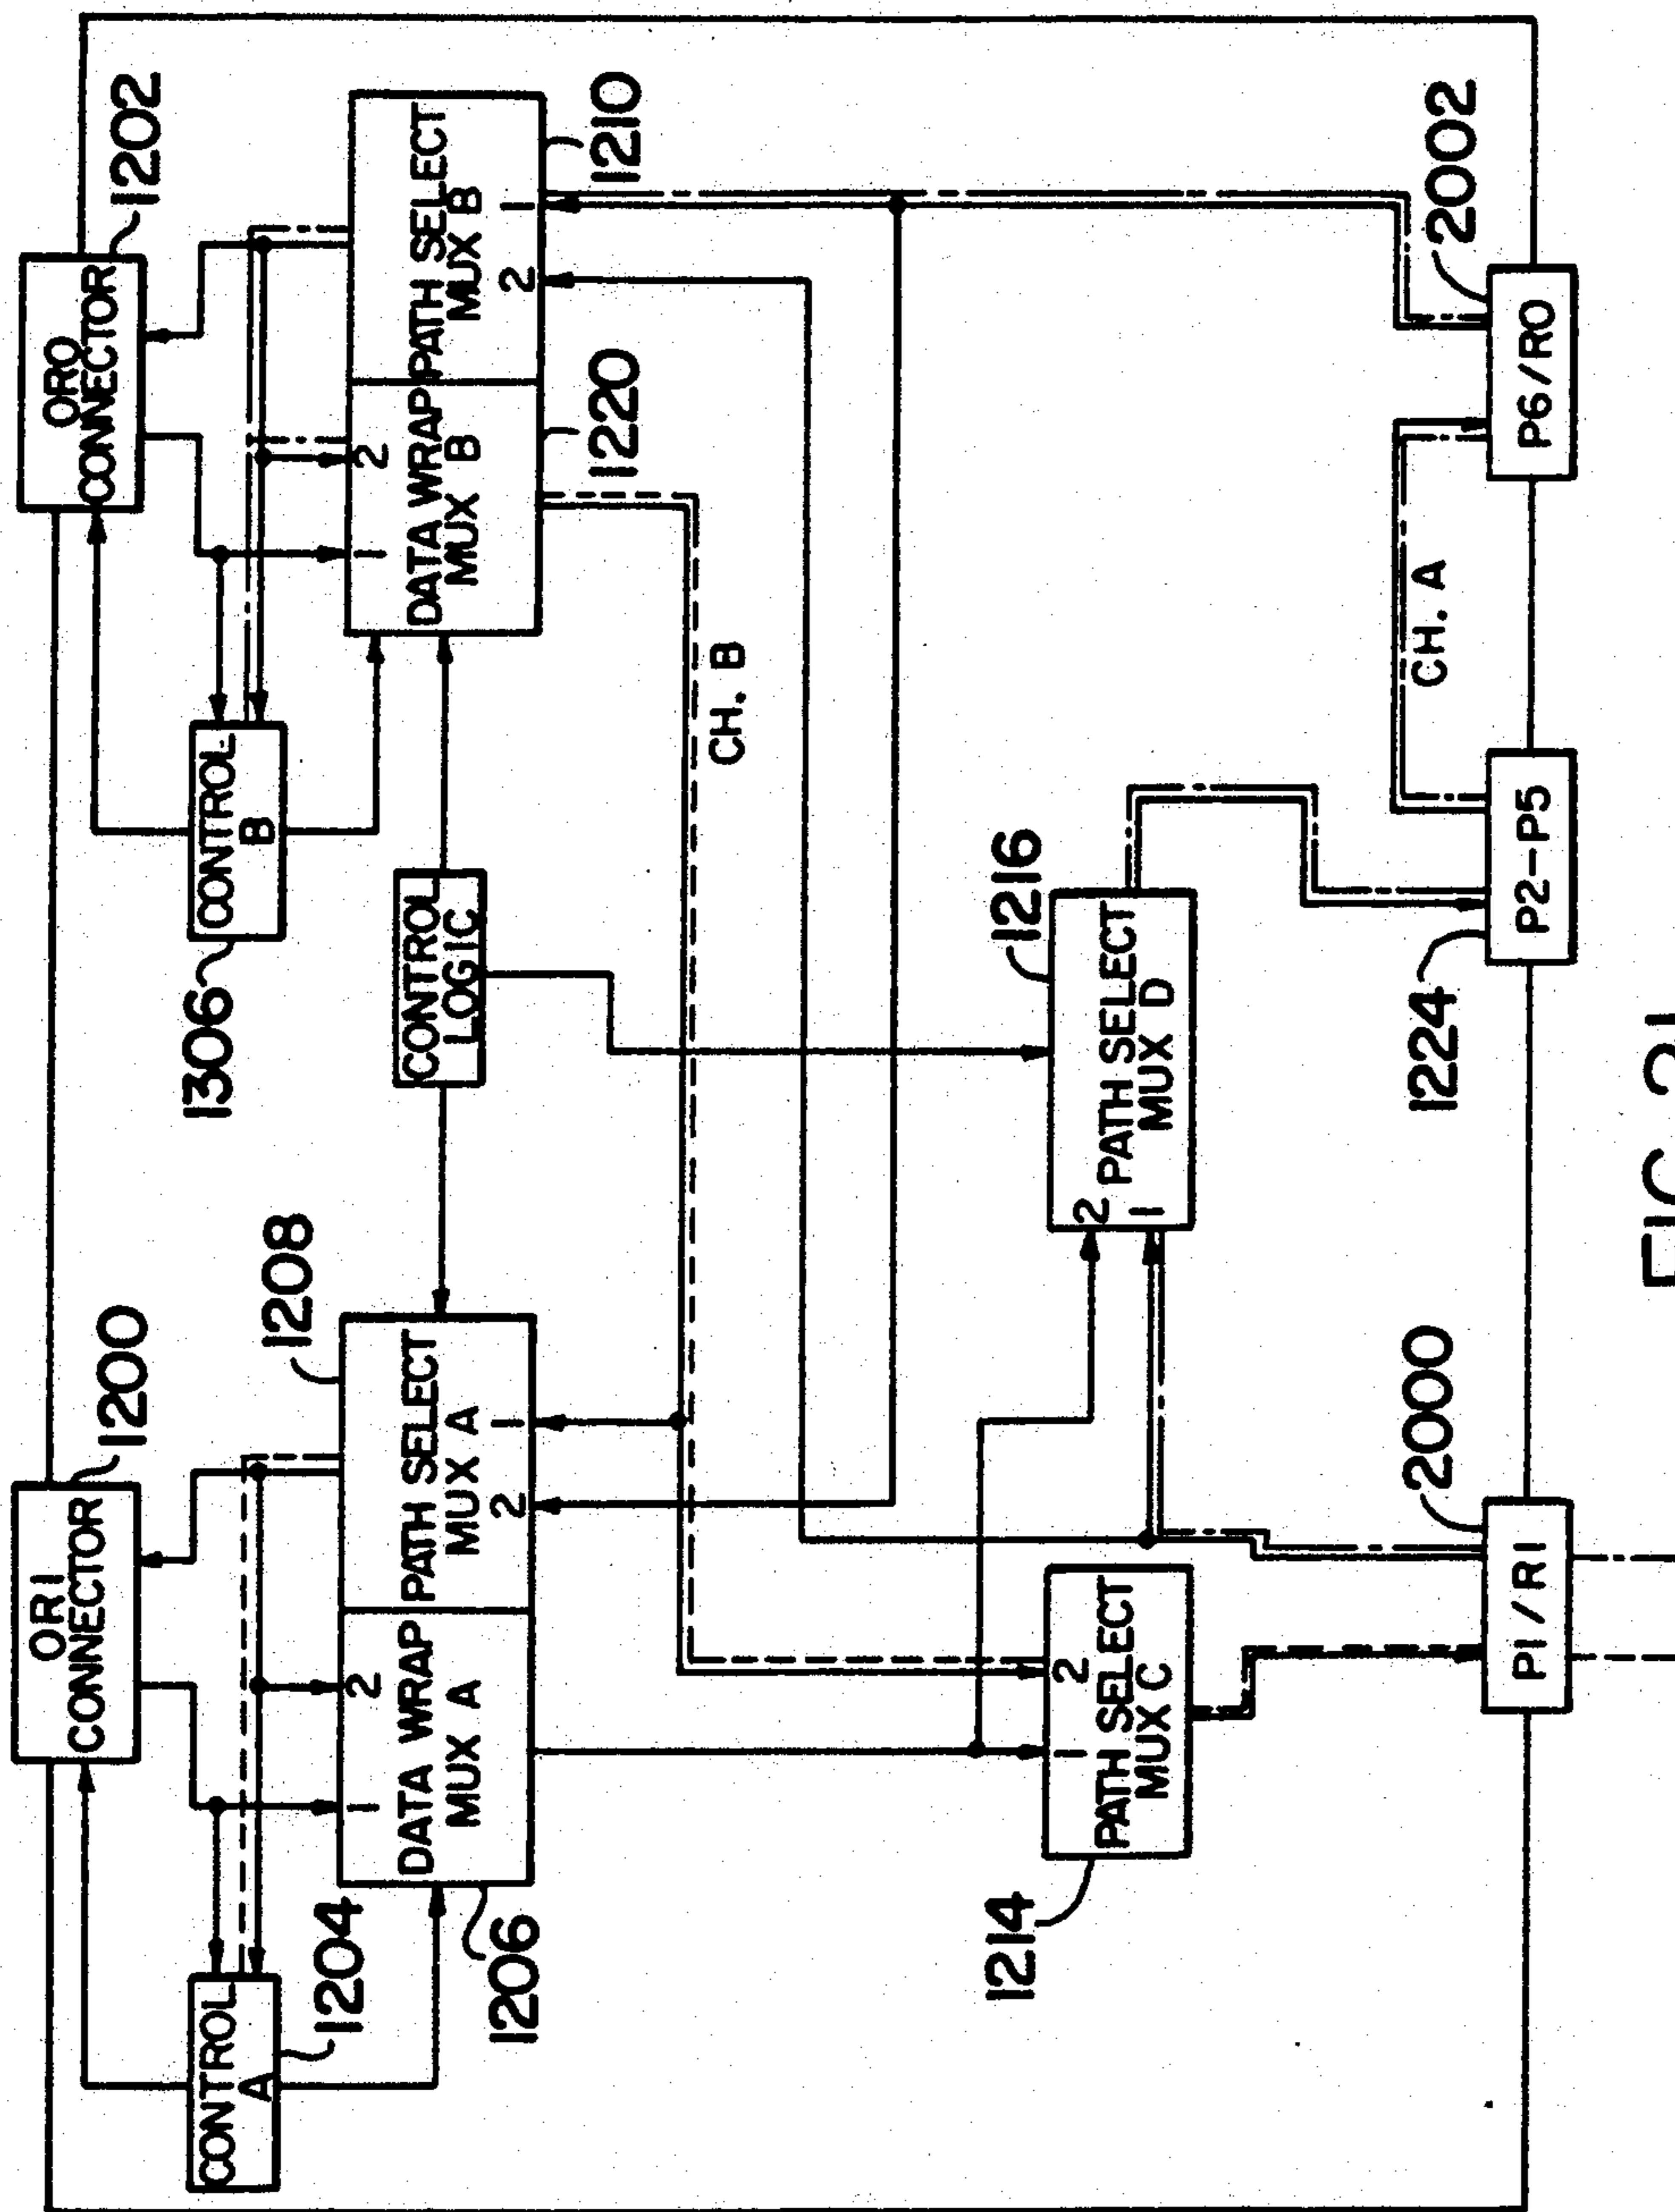 1200
ORI
CONNECTOR
1202
ORO
CONNECTOR
CONTROL
A
1204
1306
CONTROL
B
1208
DATA WRAP
MUX A
1
2
PATH SELECT
MUX A
2
1
1206
CONTROL
LOGIC
DATA WRAP
MUX B
1
2
PATH SELECT
MUX B
2
1
1220
1210
CH. B
1214
PATH SELECT
MUX C
1
2
1216
PATH SELECT
MUX D
2
1
CH. A
2000
1224
2002
P1/R1
P2-P5
P6/RO
FIG. 21